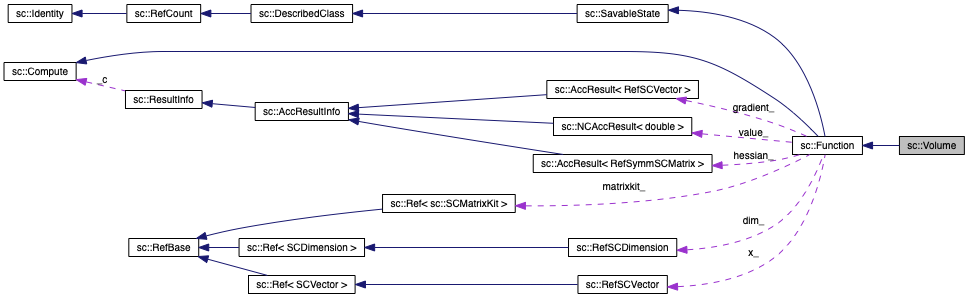 sc::Identity
sc::RefCount
sc::DescribedClass
sc::SavableState
sc::Compute
_c
sc::ResultInfo
sc::AccResultInfo
sc::AccResult< RefSCVector >
gradient_
sc::NCAccResult< double >
value_
sc::Function
sc::Volume
sc::AccResult< RefSymmSCMatrix >
hessian_
matrixkit_
sc::Ref< sc::SCMatrixKit >
dim_
sc::RefBase
sc::Ref< SCDimension >
sc::RefSCDimension
x_
sc::Ref< SCVector >
sc::RefSCVector